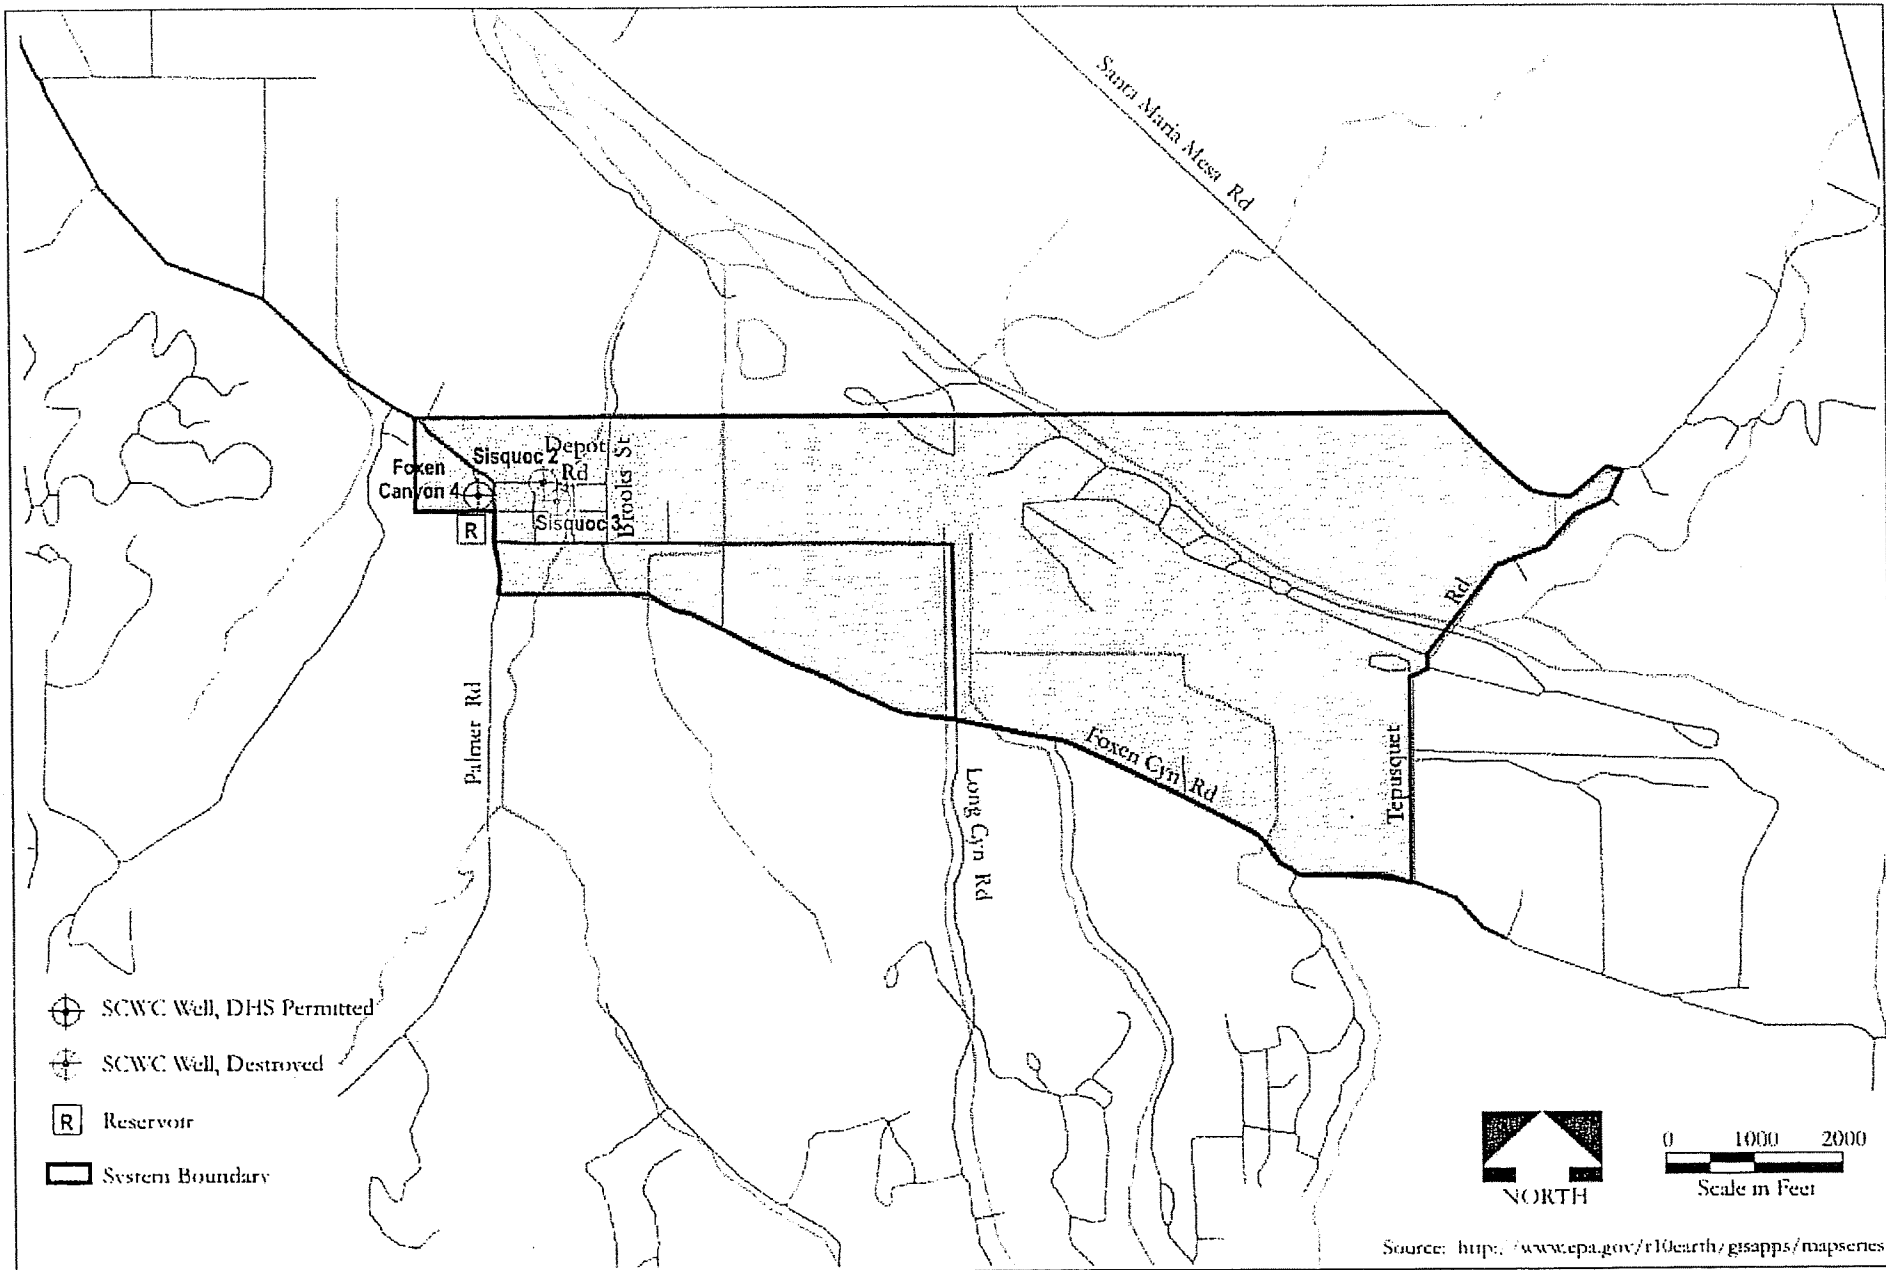 Santa Maria Mesa Rd
Sisquoc 2
Depot
Rd
Foxen
Canyon 4
Brooks St
Sisquoc 3
R
Rd
Palmer Rd
Foxen Cyn Rd
Tepusquet
Long Cyn Rd
SCWC Well, DHS Permitted
SCWC Well, Destroyed
R Reservoir
System Boundary
NORTH
0 1000 2000
Scale in Feet
Source: http://www.epa.gov/r10earth/gisapps/mapseries